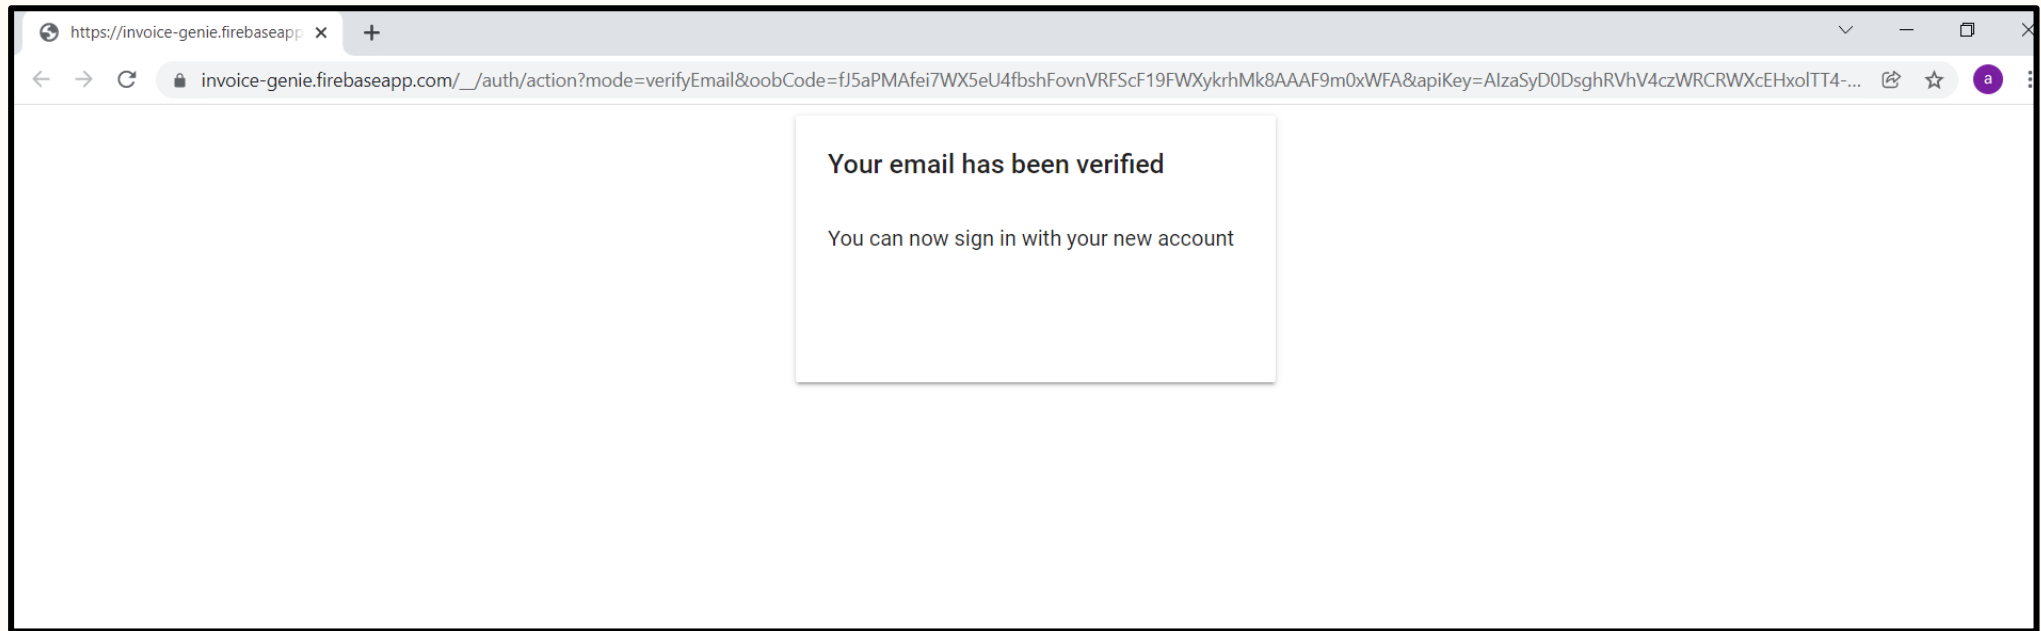 https://invoice-genie.firebaseapp
invoice-genie.firebaseapp.com/__/auth/action?mode=verifyEmail&oobCode=fJ5aPMAfei7WX5eU4fbshFovnVRFScF19FWXykrhMk8AAAF9m0xWFA&apiKey=AIzaSyD0DsghRVhV4czWRCRWXcEHxolTT4-...
a
Your email has been verified
You can now sign in with your new account